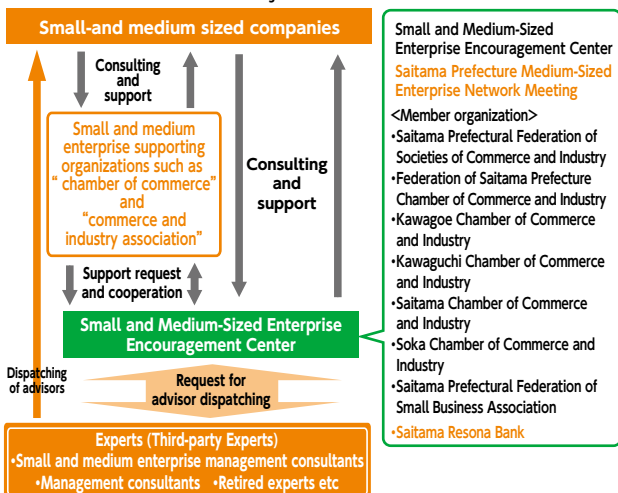 Small-and medium sized companies
Consulting
and
support
Small and medium
enterprise supporting
organizations such as
“ chamber of commerce”
and
“commerce and
industry association”
Consulting
and
support
Support request
and cooperation
Small and Medium-Sized Enterprise
Encouragement Center
Dispatching
of advisors
Request for
advisor dispatching
Experts (Third-party Experts)
•Small and medium enterprise management consultants
•Management consultants •Retired experts etc
Small and Medium-Sized
Enterprise Encouragement Center
Saitama Prefecture Medium-Sized
Enterprise Network Meeting
<Member organization>
•Saitama Prefectural Federation of
Societies of Commerce and Industry
•Federation of Saitama Prefecture
Chamber of Commerce and Industry
•Kawagoe Chamber of Commerce
and Industry
•Kawaguchi Chamber of Commerce
and Industry
•Saitama Chamber of Commerce
and Industry
•Soka Chamber of Commerce and
Industry
•Saitama Prefectural Federation of
Small Business Association
•Saitama Resona Bank